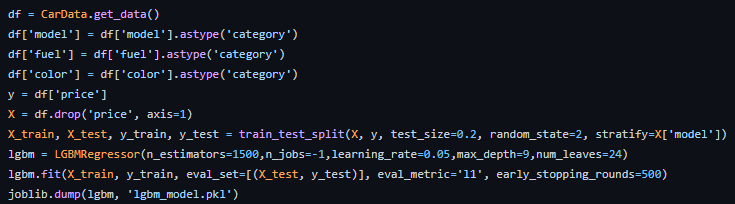 df = CarData.get_data()
df['model'] = df['model'].astype('category')
df['fuel'] = df['fuel'].astype('category')
df['color'] = df['color'].astype('category')
y = df['price']
X = df.drop('price', axis=1)
X_train, X_test, y_train, y_test = train_test_split(X, y, test_size=0.2, random_state=2, stratify=X['model'])
lgbm = LGBMRegressor(n_estimators=1500,n_jobs=-1,learning_rate=0.05,max_depth=9,num_leaves=24)
lgbm.fit(X_train, y_train, eval_set=[(X_test, y_test)], eval_metric='l1', early_stopping_rounds=500)
joblib.dump(lgbm, 'lgbm_model.pkl')